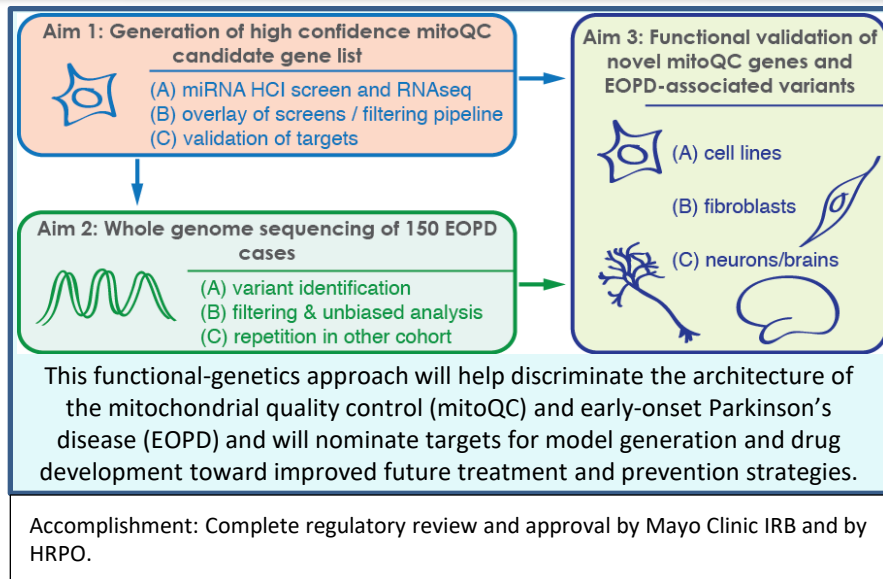 Aim 1: Generation of high confidence mitoQC
candidate gene list
(A) miRNA HCI screen and RNAseq
(B) overlay of screens / filtering pipeline
(C) validation of targets
Aim 2: Whole genome sequencing of 150 EOPD
cases
(A) variant identification
(B) filtering & unbiased analysis
(C) repetition in other cohort
Aim 3: Functional validation of
novel mitoQC genes and
EOPD-associated variants
(A) cell lines
(B) fibroblasts
(C) neurons/brains
This functional-genetics approach will help discriminate the architecture of
the mitochondrial quality control (mitoQC) and early-onset Parkinson’s
disease (EOPD) and will nominate targets for model generation and drug
development toward improved future treatment and prevention strategies.
Accomplishment: Complete regulatory review and approval by Mayo Clinic IRB and by
HRPO.